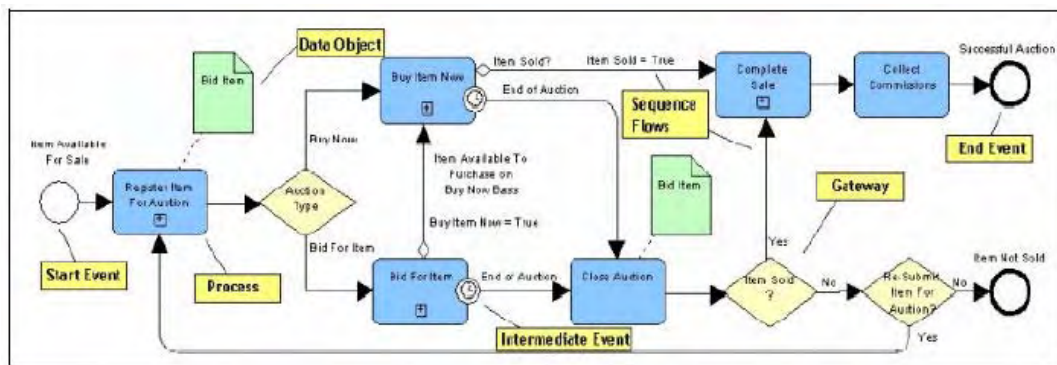 Data Object
Bid Item
Item Available
For Sale
Register Item
For Auction
Start Event
Process
Auction
Type
Buy Now
Bid For Item
Buy Item Now
Item Sold?
Item Sold = True
End of Auction
Item Available To
Purchase on
Buy Now Bass
Buy Item Now = True
Bid For Item
End of Auction
Intermediate Event
Close Auction
Bid Item
Sequence
Flows
Complete
Sale
Collect
Commissions
Successful Auction
End Event
Gateway
Yes
Item Sold
?
No
Re-Submit
Item For
Auction?
No
Yes
Item Not Sold